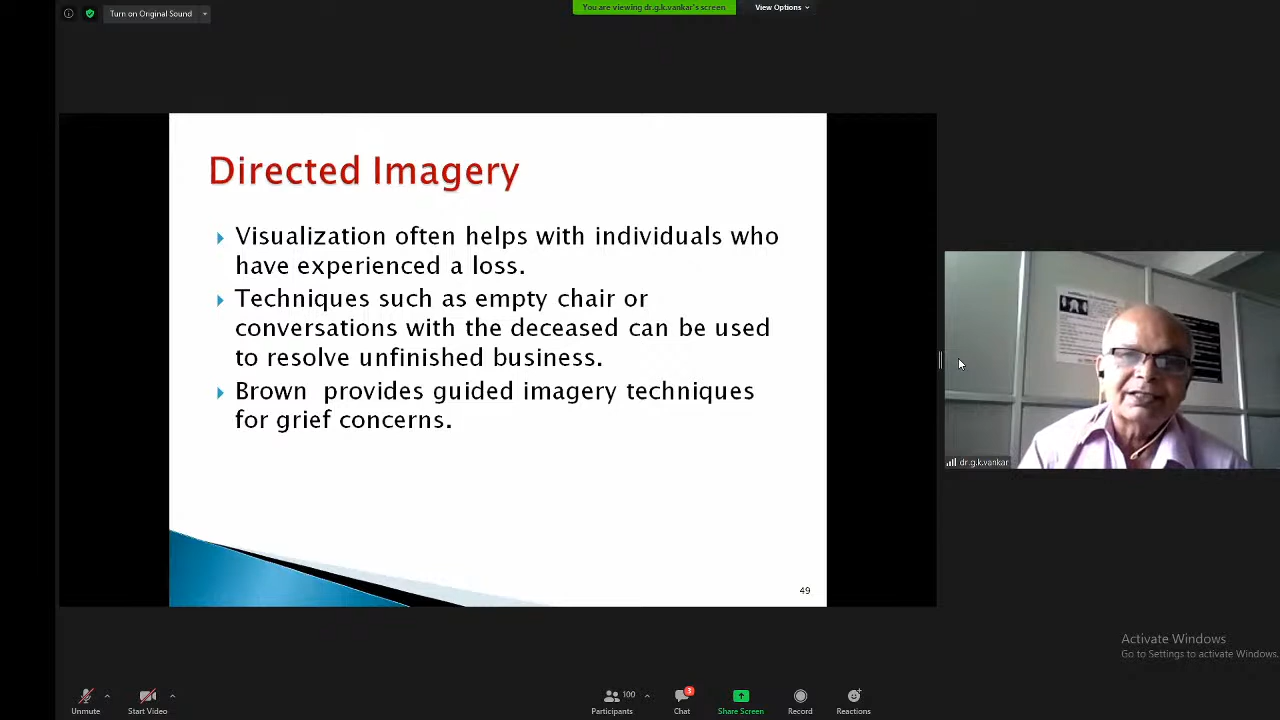 Turn on Original Sound
You are viewing dr.g.k.vankar's screen
View Options
Directed Imagery
Visualization often helps with individuals who
have experienced a loss.
Techniques such as empty chair or
conversations with the deceased can be used
to resolve unfinished business.
Brown provides guided imagery techniques
for grief concerns.
49
dr.g.k.vankar
Activate Windows
Go to Settings to activate Windows.
Unmute
Start Video
100
Participants
3
Chat
Share Screen
Record
Reactions